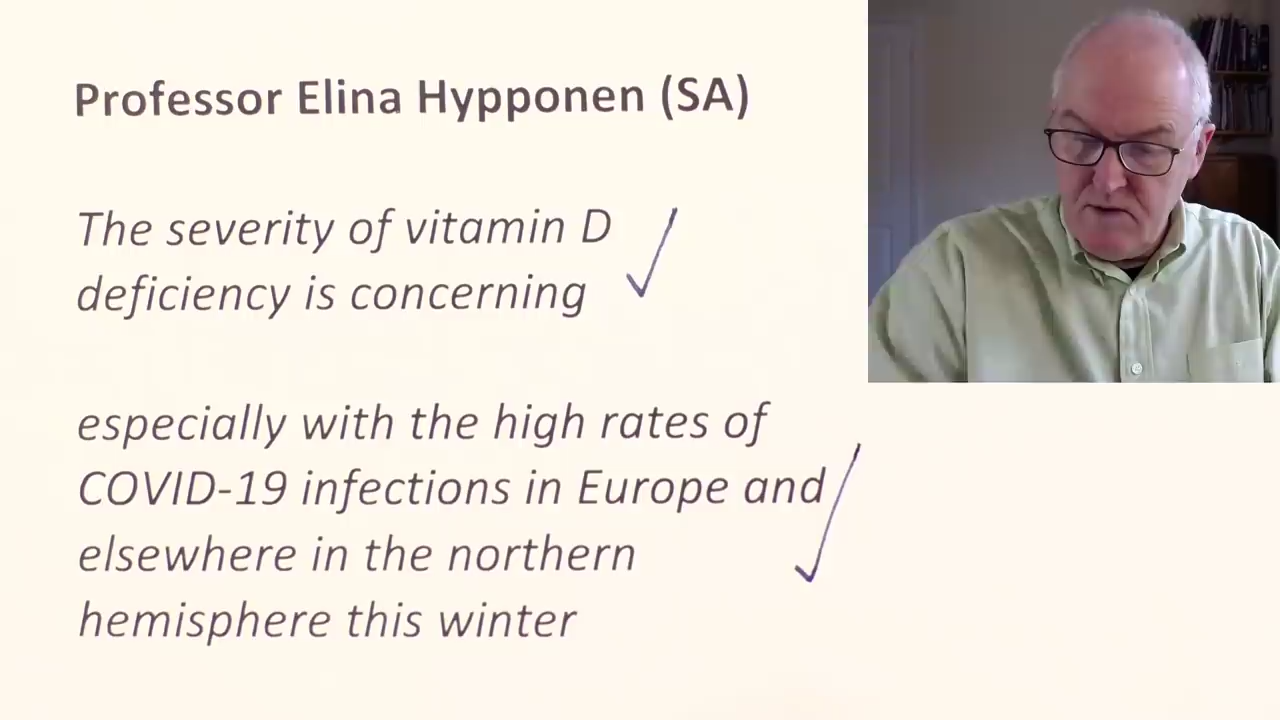 Professor Elina Hypponen (SA)
The severity of vitamin D
deficiency is concerning
especially with the high rates of
COVID-19 infections in Europe and
elsewhere in the northern
hemisphere this winter